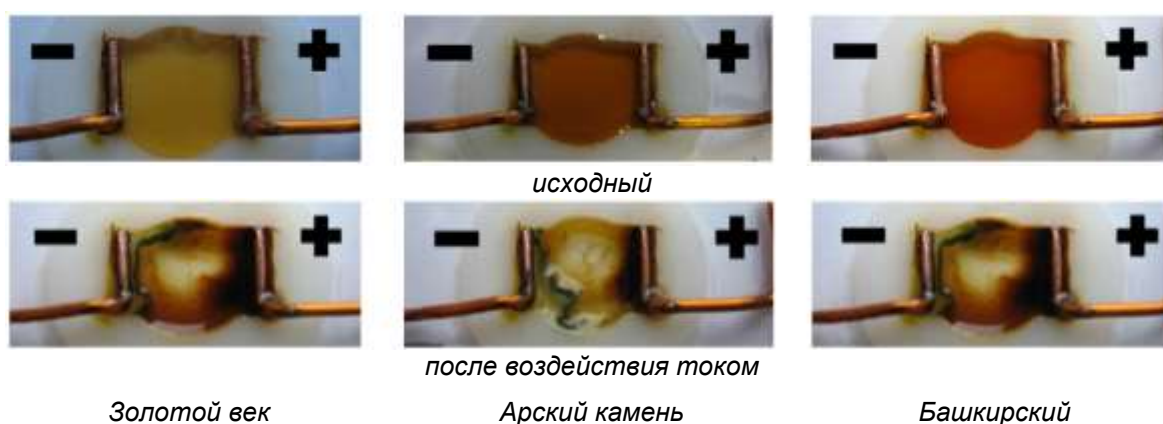 − + − + − +
исходный
− + − + − +
после воздействия током
Золотой век Арский камень Башкирский